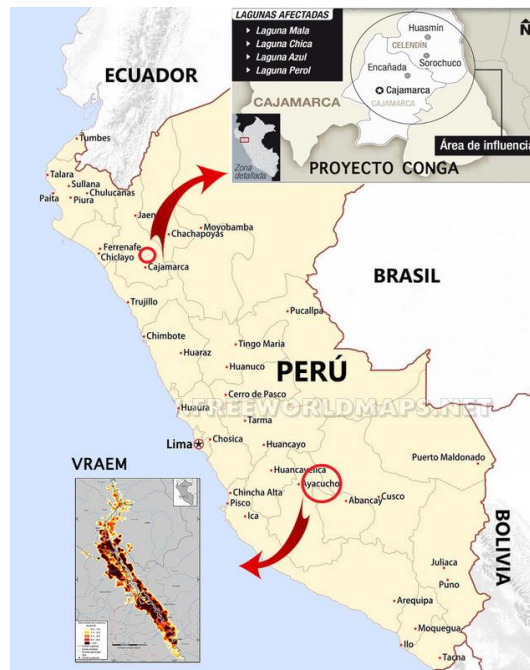 LAGUNAS AFECTADAS
Laguna Mala
Laguna Chica
Laguna Azul
Laguna Perol
Huasmin
CELENDÍN
Sorochuco
Encañada
Cajamarca
CAJAMARCA
CAJAMARCA
Ñ
Área de influencia
Zona
detallada
PROYECTO CONGA
ECUADOR
Tumbes
Talara
Sullana
Chulucanas
Paita
Piura
Jaen
Moyobamba
Chachapoyas
Ferrenafe
Chiclayo
Cajamarca
BRASIL
Trujillo
Pucallpa
Chimbote
Tingo Maria
Huaraz
Huanuco
PERÚ
Cerro de Pasco
.FREEWORLDMAPS.NET
Huaura
Tarma
Lima
Chosica
Huancayo
Puerto Maldonado
VRAEM
Huancavelica
Ayacucho
Chincha Alta
Pisco
Abancay
Cusco
Ica
BOLIVIA
Juliaca
Puno
Arequipa
Moquegua
Ilo
Tacna